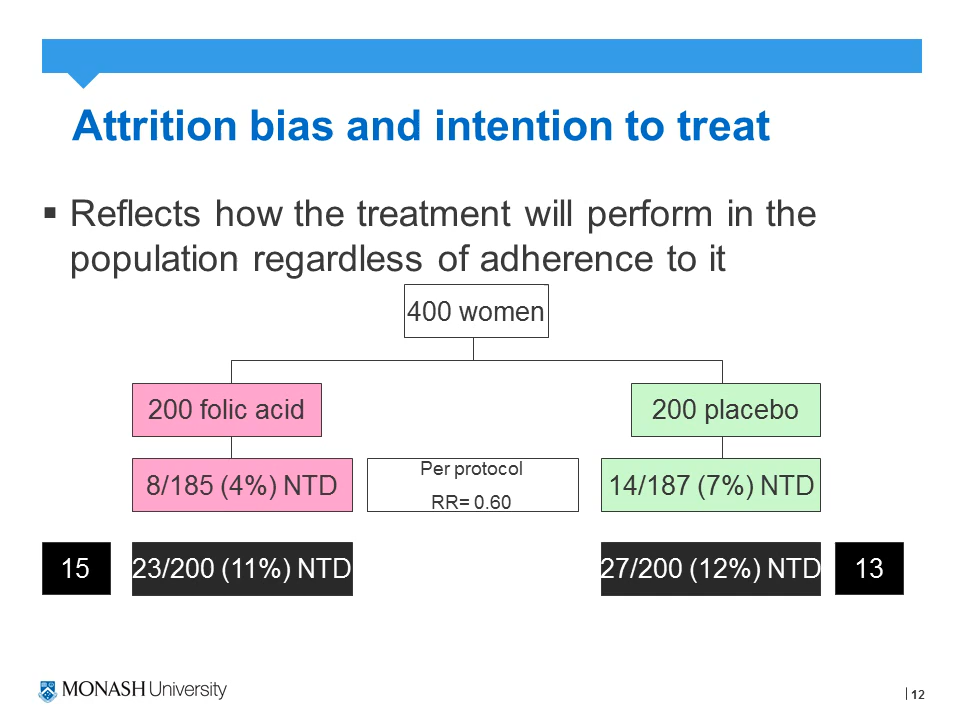 Attrition bias and intention to treat
▪ Reflects how the treatment will perform in the
population regardless of adherence to it
400 women
200 folic acid
200 placebo
8/185 (4%) NTD
Per protocol
RR= 0.60
14/187 (7%) NTD
15
23/200 (11%) NTD
27/200 (12%) NTD
13
MONASH University
12